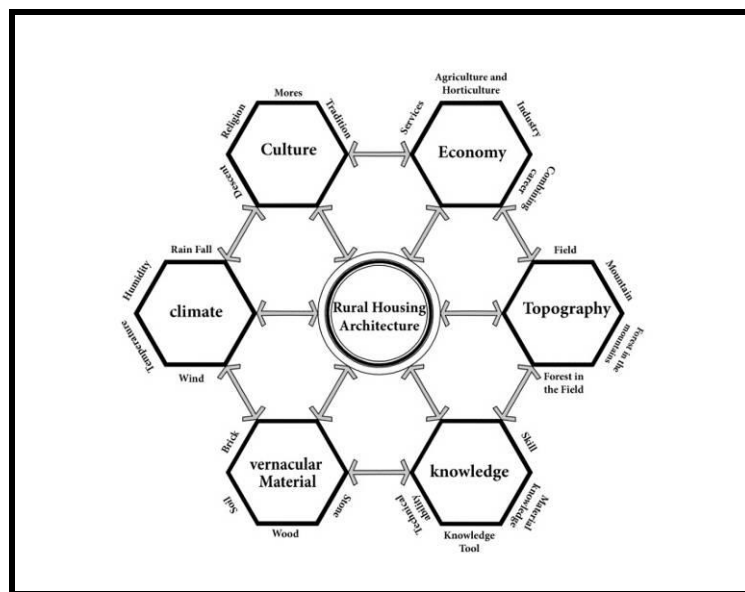 Mores
Religion
Tradition
Descent
Culture
Agriculture and
Horticulture
Services
Industry
Combining
career
Economy
Rain Fall
Humidity
Temperature
Wind
climate
Rural Housing
Architecture
Field
Mountain
Forest in the
mountains
Forest in
the Field
Topography
Brick
Soil
Wood
Stone
vernacular
Material
Skill
Material
knowledge
Technical
ability
Knowledge
Tool
knowledge